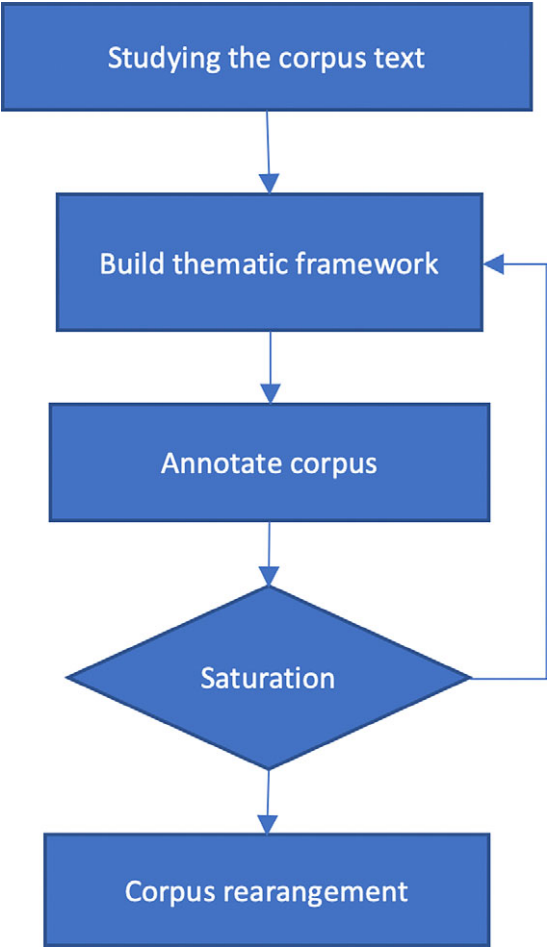 Studying the corpus text
Build thematic framework
Annotate corpus
Saturation
Corpus rearangement